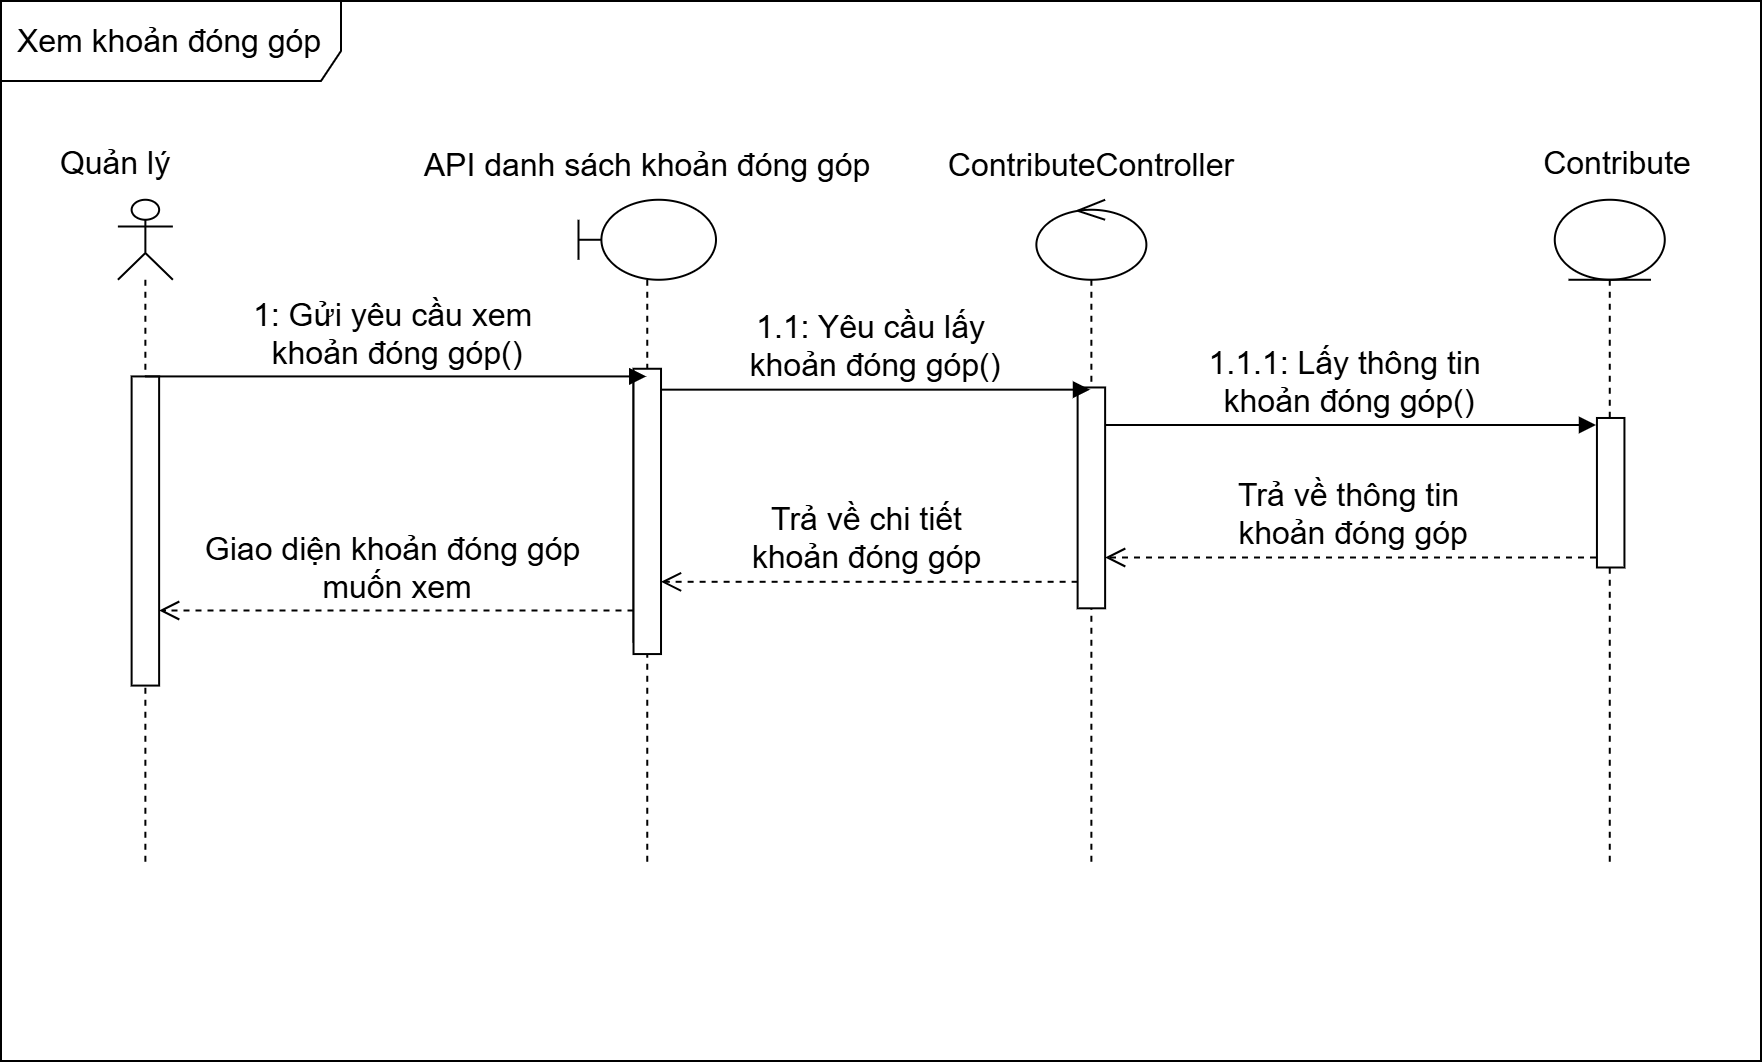 Xem khoản đóng góp
Quản lý
API danh sách khoản đóng góp
ContributeController
Contribute
1: Gửi yêu cầu xem
khoản đóng góp()
1.1: Yêu cầu lấy
khoản đóng góp()
1.1.1: Lấy thông tin
khoản đóng góp()
Trả về thông tin
khoản đóng góp
Trả về chi tiết
khoản đóng góp
Giao diện khoản đóng góp
muốn xem